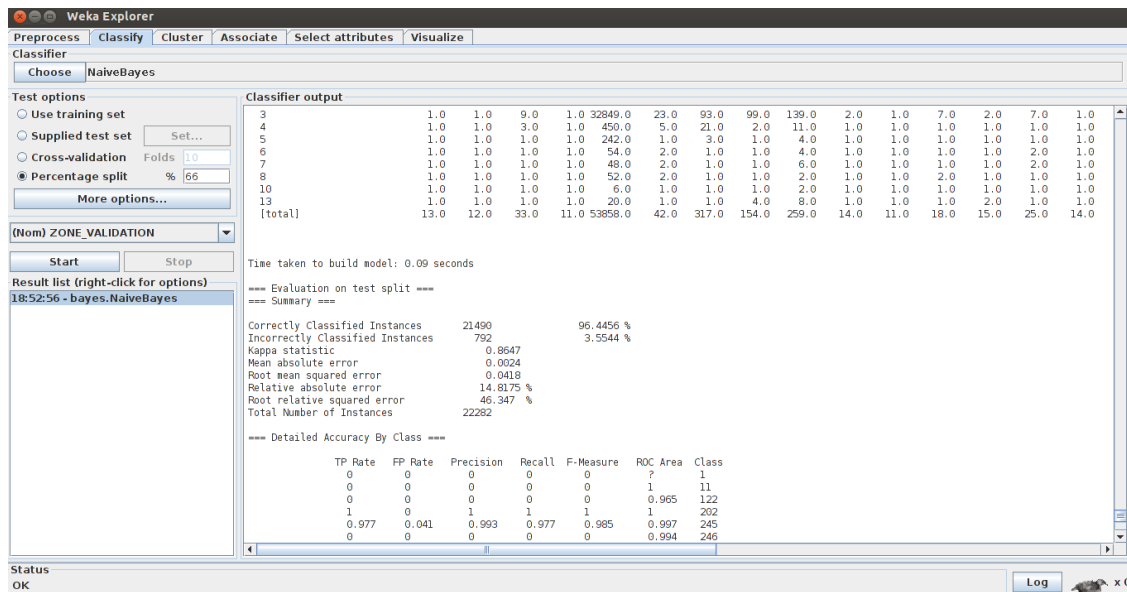 Weka Explorer
Preprocess Classify Cluster Associate Select attributes Visualize
Classifier
Choose NaiveBayes
Test options
Use training set
Supplied test set Set...
Cross-validation Folds 10
Percentage split % 66
More options...
(Nom) ZONE_VALIDATION
Start Stop
Result list (right-click for options)
18:52:56 - bayes.NaiveBayes
Classifier output
3 1.0 1.0 9.0 1.0 32849.0 23.0 93.0 99.0 139.0 2.0 1.0 7.0 2.0 7.0 1.0
4 1.0 1.0 3.0 1.0 450.0 5.0 21.0 2.0 11.0 1.0 1.0 1.0 1.0 1.0 1.0
5 1.0 1.0 1.0 1.0 242.0 1.0 3.0 1.0 4.0 1.0 1.0 1.0 1.0 1.0 1.0
6 1.0 1.0 1.0 1.0 54.0 2.0 1.0 1.0 4.0 1.0 1.0 1.0 1.0 2.0 1.0
7 1.0 1.0 1.0 1.0 48.0 2.0 1.0 1.0 6.0 1.0 1.0 1.0 1.0 2.0 1.0
8 1.0 1.0 1.0 1.0 52.0 2.0 1.0 1.0 2.0 1.0 1.0 2.0 1.0 1.0 1.0
10 1.0 1.0 1.0 1.0 6.0 1.0 1.0 1.0 2.0 1.0 1.0 1.0 1.0 1.0 1.0
13 1.0 1.0 1.0 1.0 20.0 1.0 1.0 4.0 8.0 1.0 1.0 1.0 2.0 1.0 1.0
[total] 13.0 12.0 33.0 11.0 53858.0 42.0 317.0 154.0 259.0 14.0 11.0 18.0 15.0 25.0 14.0
Time taken to build model: 0.09 seconds
=== Evaluation on test split ===
=== Summary ===
Correctly Classified Instances 21490 96.4456 %
Incorrectly Classified Instances 792 3.5544 %
Kappa statistic 0.8647
Mean absolute error 0.0024
Root mean squared error 0.0418
Relative absolute error 14.8175 %
Root relative squared error 46.347 %
Total Number of Instances 22282
=== Detailed Accuracy By Class ===
TP Rate FP Rate Precision Recall F-Measure ROC Area Class
0 0 0 0 0 ? 1
0 0 0 0 0 1 11
0 0 0 0 0 0.965 122
1 0 1 1 1 1 202
0.977 0.041 0.993 0.977 0.985 0.997 245
0 0 0 0 0 0.994 246
Status
OK
Log
x 0